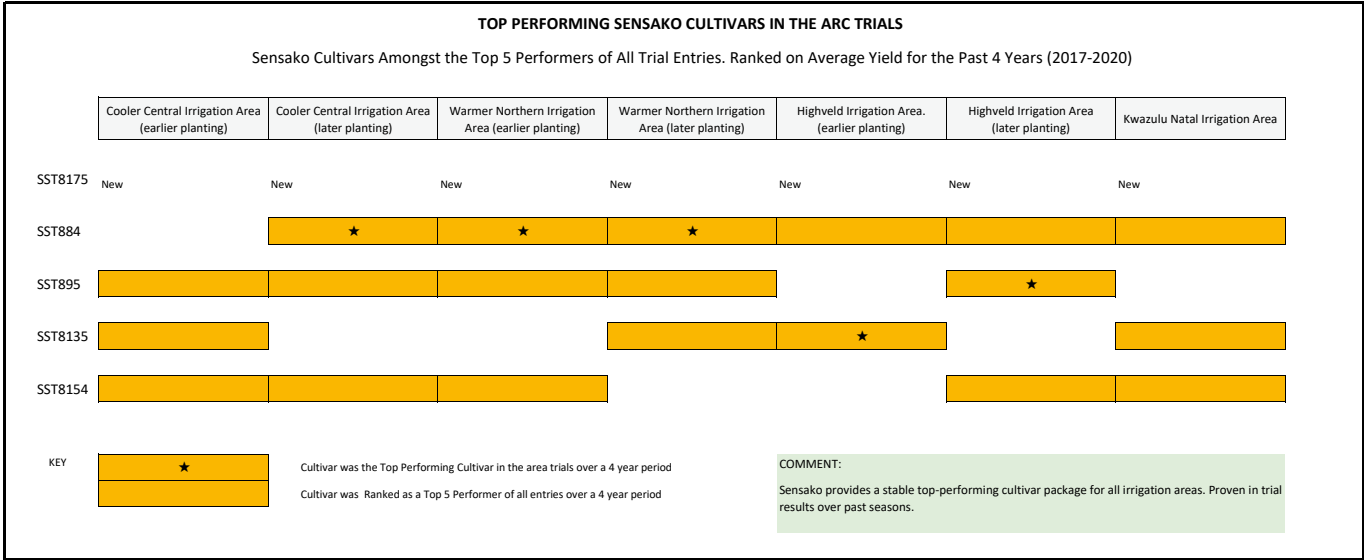 TOP PERFORMING SENSAKO CULTIVARS IN THE ARC TRIALS
Sensako Cultivars Amongst the Top 5 Performers of All Trial Entries. Ranked on Average Yield for the Past 4 Years (2017-2020)
Cooler Central Irrigation Area
(earlier planting)
Cooler Central Irrigation Area
(later planting)
Warmer Northern Irrigation
Area (earlier planting)
Warmer Northern Irrigation
Area (later planting)
Highveld Irrigation Area.
(earlier planting)
Highveld Irrigation Area
(later planting)
Kwazulu Natal Irrigation Area
SST8175 New New New New New New New
SST884 ★ ★ ★
SST895 ★
SST8135 ★
SST8154
KEY
★ Cultivar was the Top Performing Cultivar in the area trials over a 4 year period
Cultivar was Ranked as a Top 5 Performer of all entries over a 4 year period
COMMENT:
Sensako provides a stable top-performing cultivar package for all irrigation areas. Proven in trial
results over past seasons.